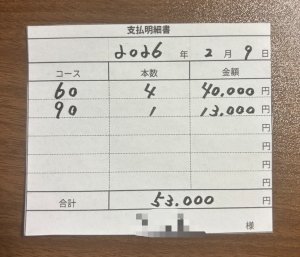 支払明細書
2026 年 2 月 9 日
コース 本数 金額
60 4 40.000 円
90 1 13.000 円
円
円
円
円
合計 53.000 円
様